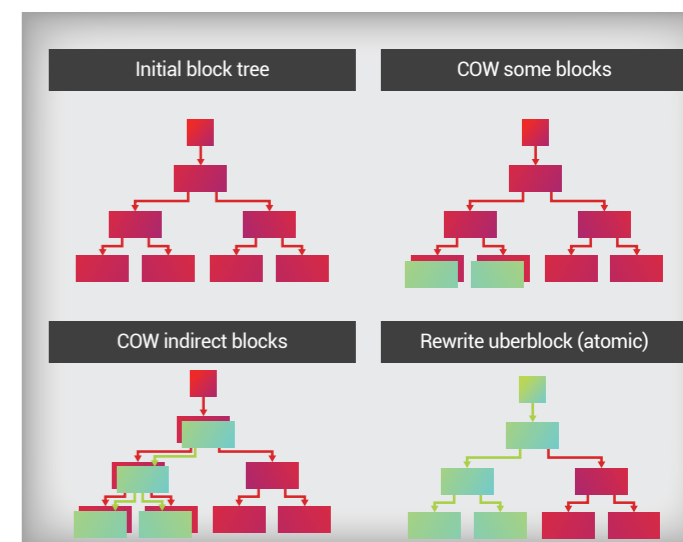 Initial block tree
COW some blocks
COW indirect blocks
Rewrite uberblock (atomic)